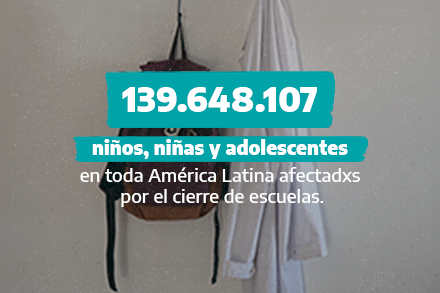 139.648.107
niños, niñas y adolescentes
en toda América Latina afectadxs
por el cierre de escuelas.